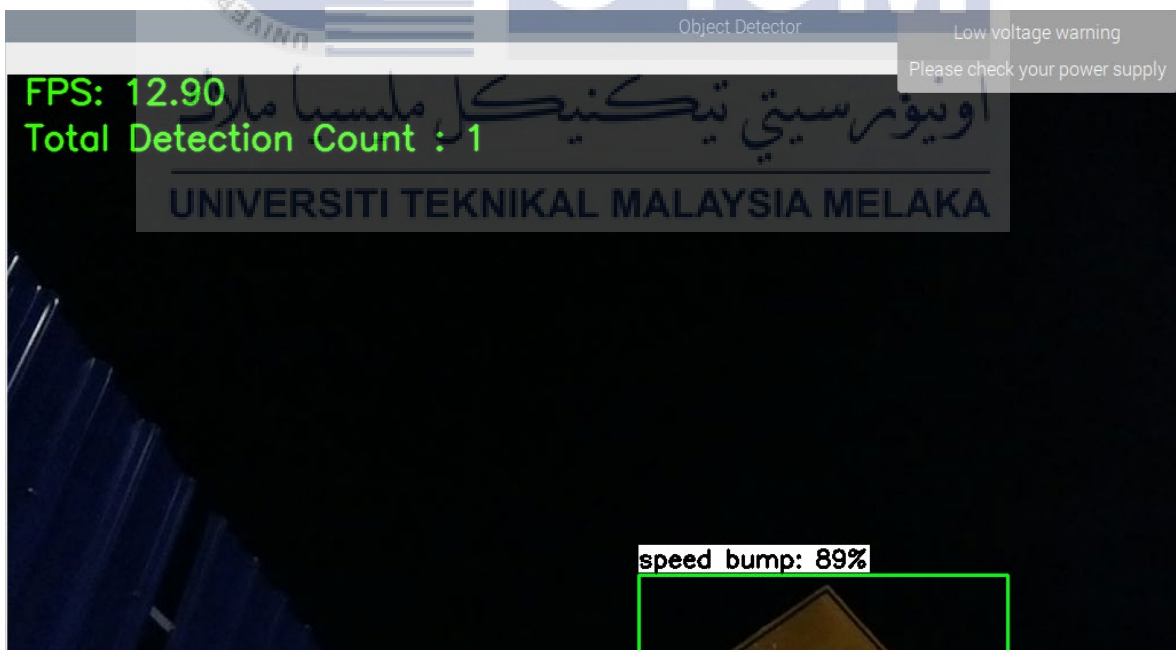 Object Detector
Low voltage warning
Please check your power supply
FPS: 12.90
Total Detection Count : 1
اونيۏرسيتي تيكنيكل مليسيا ملاك
UNIVERSITI TEKNIKAL MALAYSIA MELAKA
speed bump: 89%